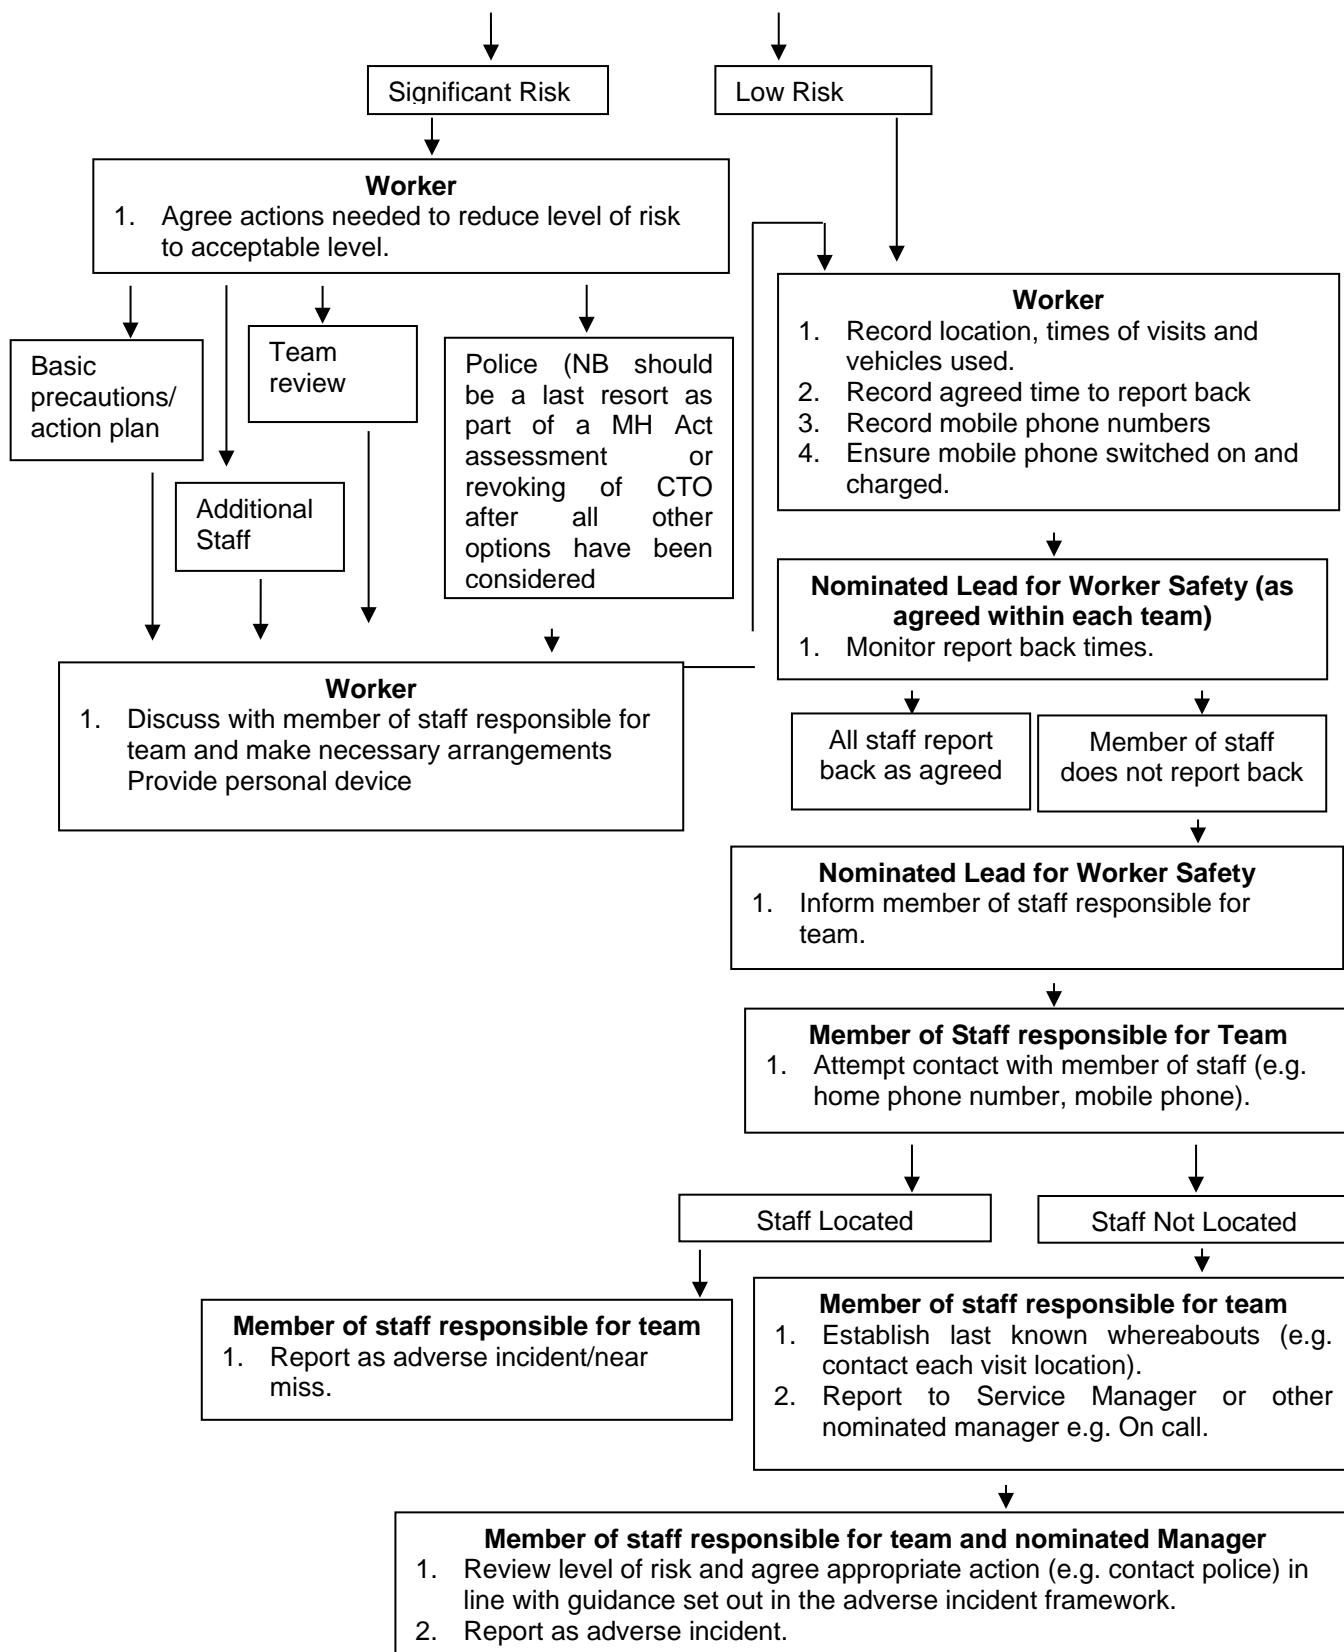 Significant Risk
Low Risk
Worker
1. Agree actions needed to reduce level of risk
to acceptable level.
Basic
precautions/
action plan
Additional
Staff
Team
review
Police (NB should
be a last resort as
part of a MH Act
assessment or
revoking of CTO
after all other
options have been
considered
Worker
1. Discuss with member of staff responsible for
team and make necessary arrangements
Provide personal device
Worker
1. Record location, times of visits and
vehicles used.
2. Record agreed time to report back
3. Record mobile phone numbers
4. Ensure mobile phone switched on and
charged.
Nominated Lead for Worker Safety (as
agreed within each team)
1. Monitor report back times.
All staff report
back as agreed
Member of staff
does not report back
Nominated Lead for Worker Safety
1. Inform member of staff responsible for
team.
Member of Staff responsible for Team
1. Attempt contact with member of staff (e.g.
home phone number, mobile phone).
Staff Located
Staff Not Located
Member of staff responsible for team
1. Report as adverse incident/near
miss.
Member of staff responsible for team
1. Establish last known whereabouts (e.g.
contact each visit location).
2. Report to Service Manager or other
nominated manager e.g. On call.
Member of staff responsible for team and nominated Manager
1. Review level of risk and agree appropriate action (e.g. contact police) in
line with guidance set out in the adverse incident framework.
2. Report as adverse incident.